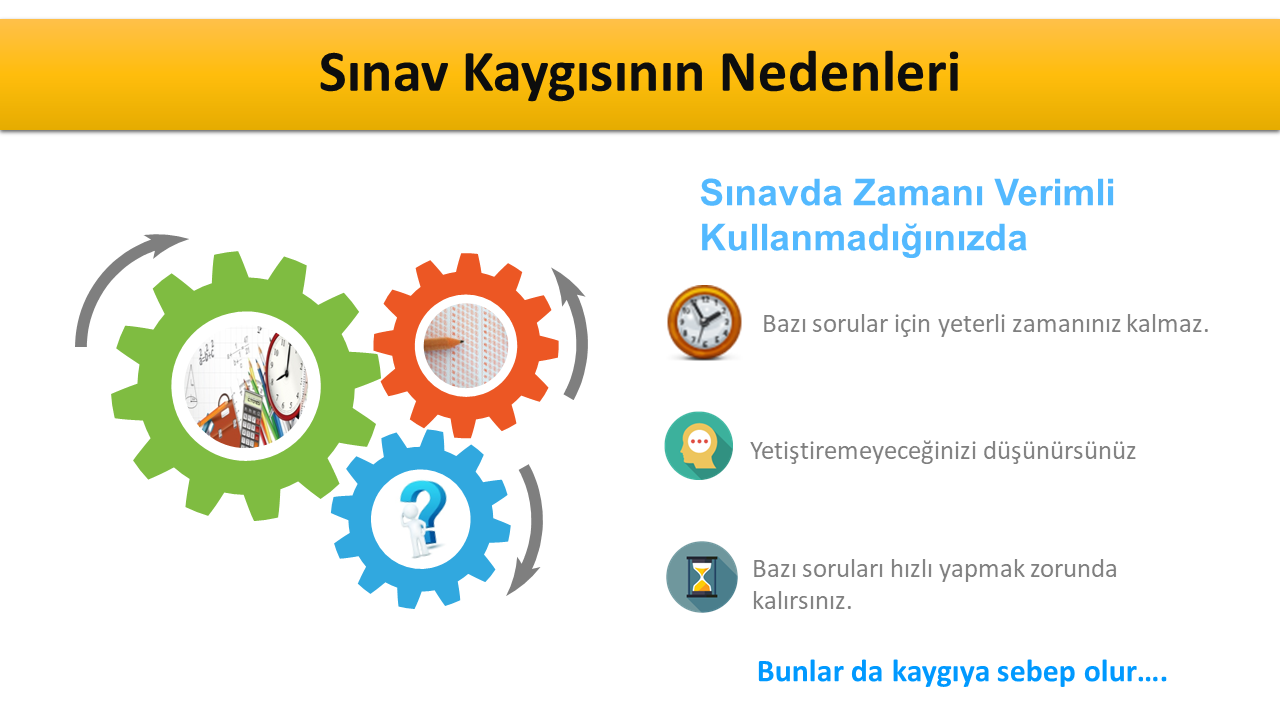 Sınav Kaygısının Nedenleri
Sınavda Zamanı Verimli
Kullanmadığınızda
Bazı sorular için yeterli zamanınız kalmaz.
Yetiştiremeyeceğinizi düşünürsünüz
Bazı soruları hızlı yapmak zorunda
kalırsınız.
Bunlar da kaygıya sebep olur....